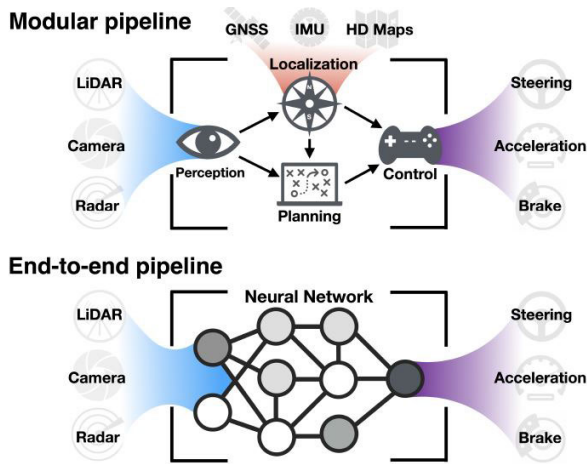 Modular pipeline
GNSS IMU HD Maps
Localization
LiDAR
Camera
Radar
Perception
N
S
Planning
Control
Steering
Acceleration
Brake
End-to-end pipeline
Neural Network
LiDAR
Camera
Radar
Steering
Acceleration
Brake